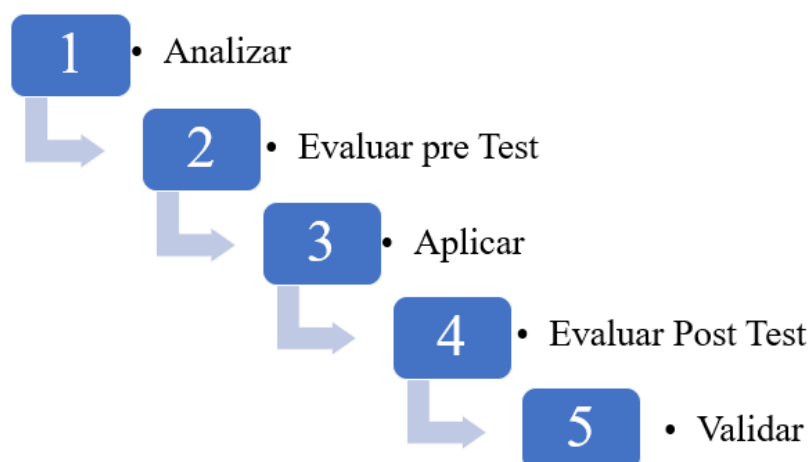 1 • Analizar
2 • Evaluar pre Test
3 • Aplicar
4 • Evaluar Post Test
5 • Validar